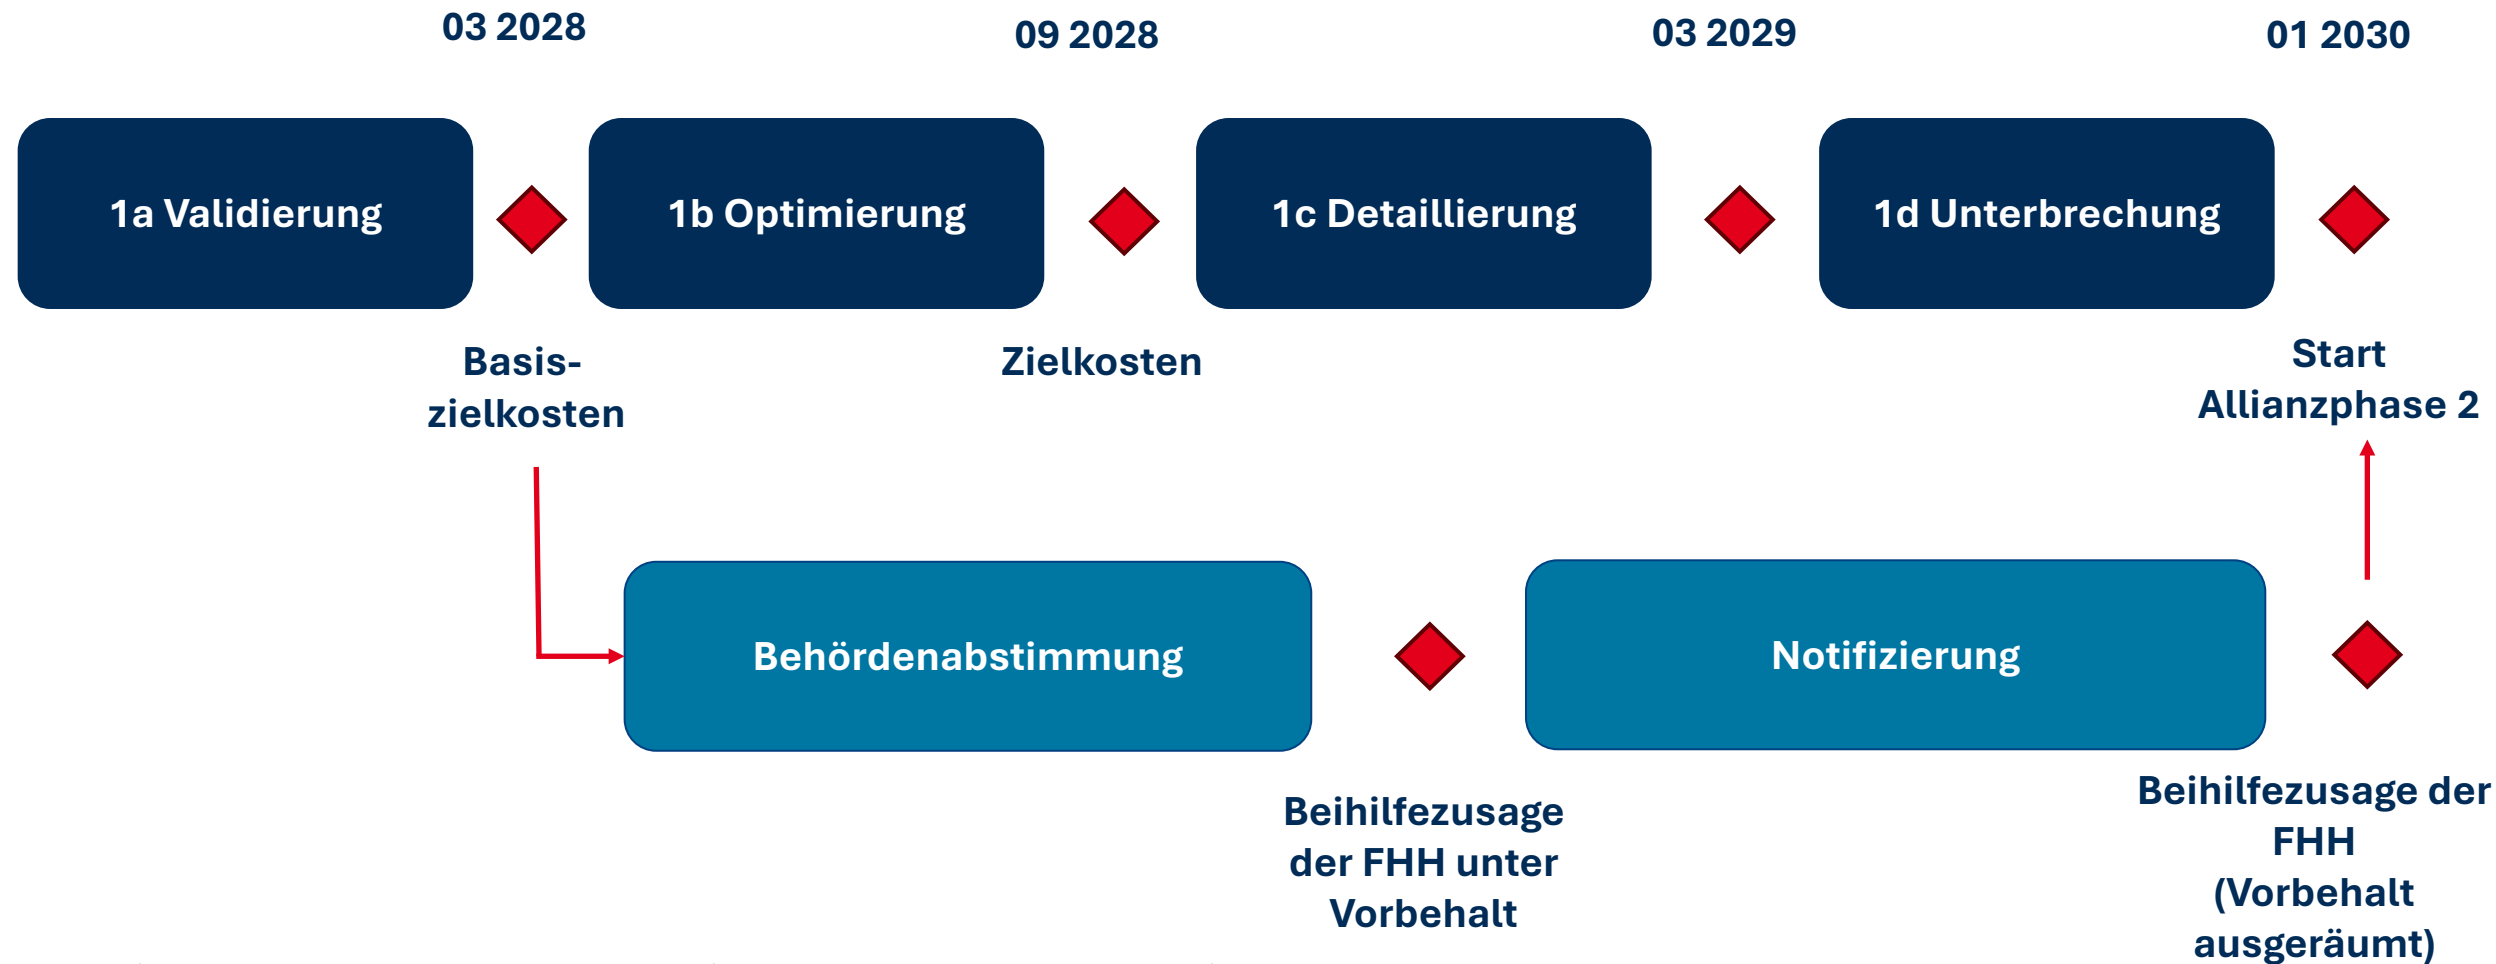 03 2028
09 2028
03 2029
01 2030
1a Validierung
1b Optimierung
1c Detaillierung
1d Unterbrechung
Basis-
zielkosten
Zielkosten
Start
Allianzphase 2
Behördenabstimmung
Notifizierung
Beihilfezusage
der FHH unter
Vorbehalt
Beihilfezusage der
FHH
(Vorbehalt
ausgeräumt)